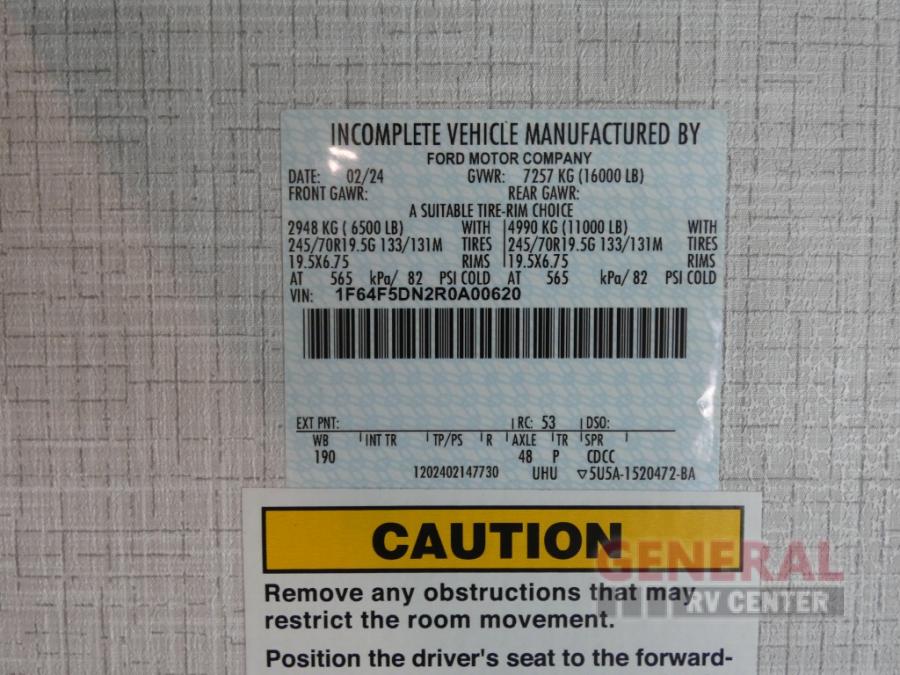 INCOMPLETE VEHICLE MANUFACTURED BY
FORD MOTOR COMPANY
DATE: 02/24 GVWR: 7257 KG (16000 LB)
FRONT GAWR: REAR GAWR:
A SUITABLE TIRE-RIM CHOICE
2948 KG ( 6500 LB) WITH 4990 KG (11000 LB) WITH
245/70R19.5G 133/131M TIRES 245/70R19.5G 133/131M TIRES
19.5X6.75 RIMS 19.5X6.75 RIMS
AT 565 kPa/ 82 PSI COLD AT 565 kPa/ 82 PSI COLD
VIN: 1F64F5DN2R0A00620
EXT PNT: RC: 53 DSO:
WB INT TR TP/PS R AXLE TR SPR
190 48 P CDCC
1202402147730 UHU ▽5U5A-1520472-BA
CAUTION
Remove any obstructions that may
restrict the room movement.
Position the driver's seat to the forward-
GENERAL
RV CENTER